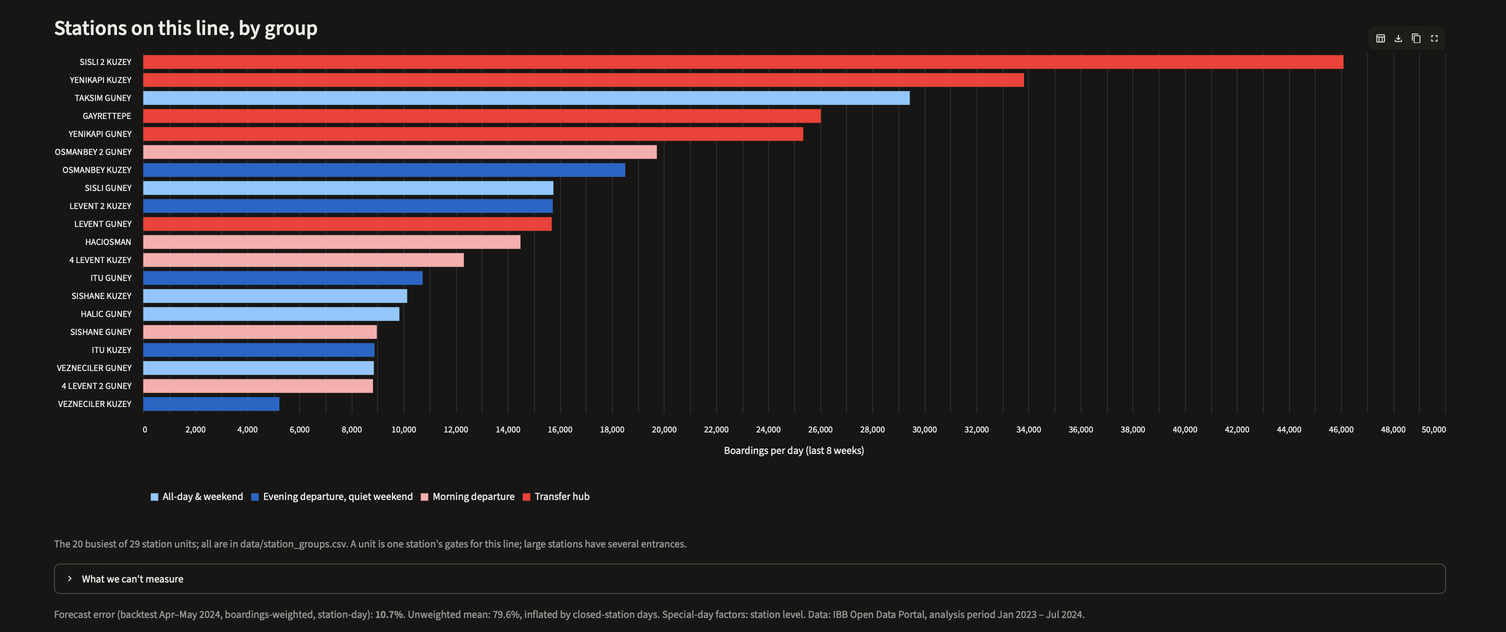 Stations on this line, by group
SISLI 2 KUZEY
YENIKAPI KUZEY
TAKSIM GUNEY
GAYRETTEPE
YENIKAPI GUNEY
OSMANBEY 2 GUNEY
OSMANBEY KUZEY
SISLI GUNEY
LEVENT 2 KUZEY
LEVENT GUNEY
HACIOSMAN
4 LEVENT KUZEY
ITU GUNEY
SISHANE KUZEY
HALIC GUNEY
SISHANE GUNEY
ITU KUZEY
VEZNECILER GUNEY
4 LEVENT 2 GUNEY
VEZNECILER KUZEY
0 2,000 4,000 6,000 8,000 10,000 12,000 14,000 16,000 18,000 20,000 22,000 24,000 26,000 28,000 30,000 32,000 34,000 36,000 38,000 40,000 42,000 44,000 46,000 48,000 50,000
Boardings per day (last 8 weeks)
All-day & weekend Evening departure, quiet weekend Morning departure Transfer hub
The 20 busiest of 29 station units; all are in data/station_groups.csv. A unit is one station's gates for this line; large stations have several entrances.
What we can't measure
Forecast error (backtest Apr–May 2024, boardings-weighted, station-day): 10.7%. Unweighted mean: 79.6%, inflated by closed-station days. Special-day factors: station level. Data: IBB Open Data Portal, analysis period Jan 2023 – Jul 2024.